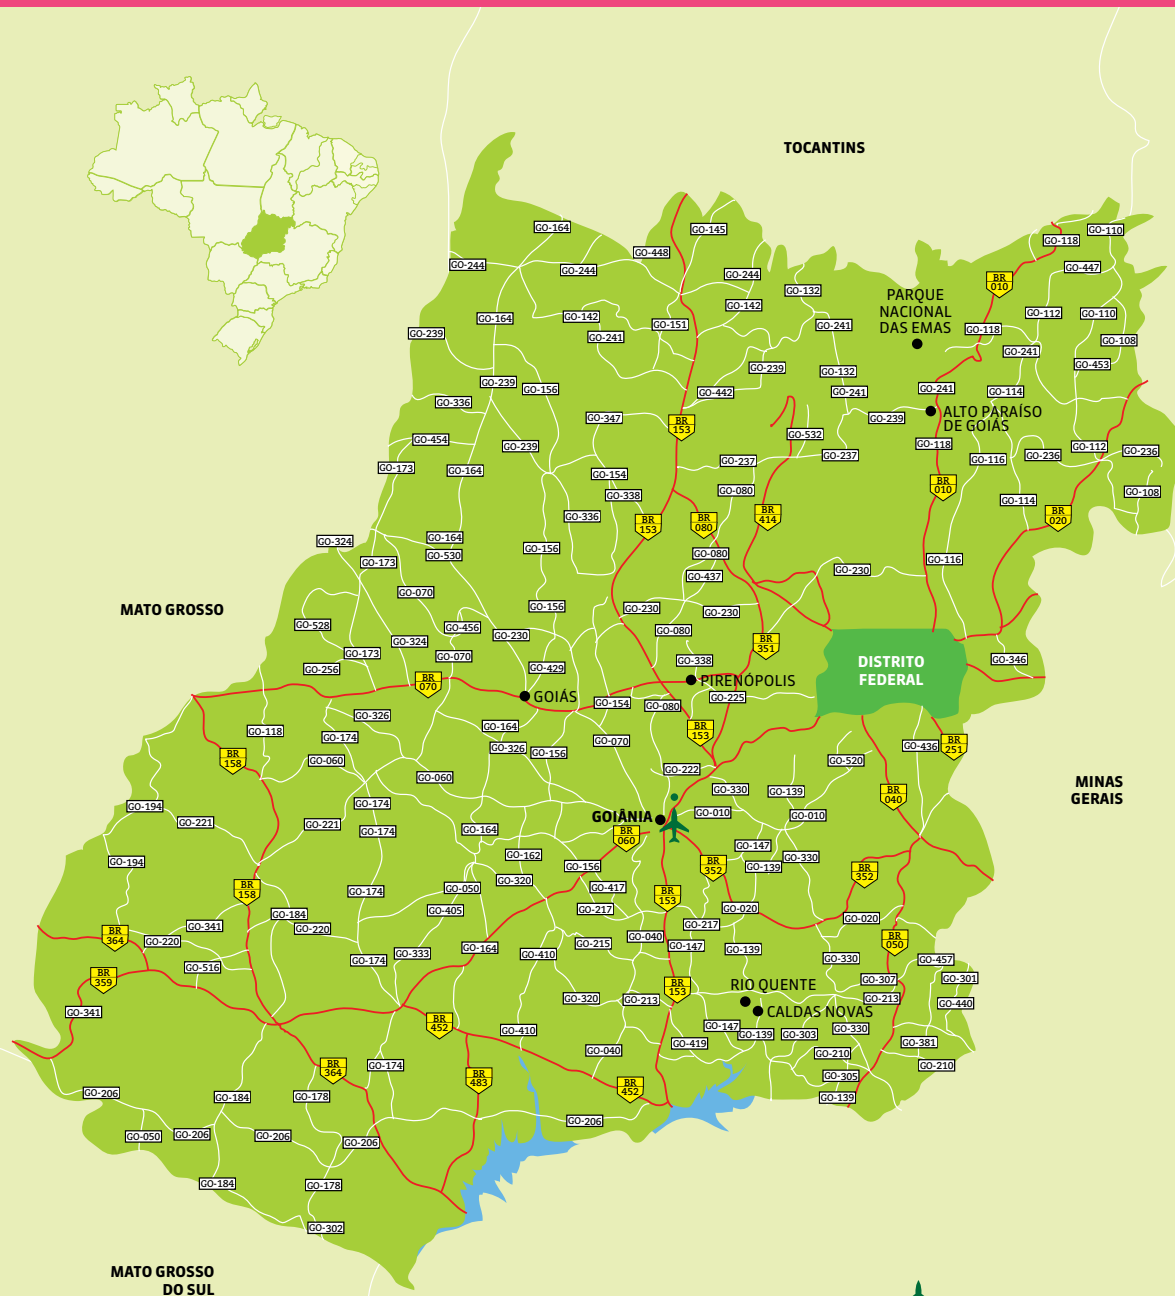 TOCANTINS
GO-164
GO-145
GO-110
GO-118
GO-448
GO-244
GO-244
GO-244
GO-447
BR
010
GO-132
PARQUE
NACIONAL
DAS EMAS
GO-142
GO-112
GO-110
GO-164
GO-142
GO-151
GO-241
GO-118
GO-239
GO-241
GO-108
GO-241
GO-453
GO-239
GO-132
GO-239
GO-156
GO-442
GO-241
GO-241
GO-114
GO-336
GO-347
BR
153
GO-239
ALTO PARAÍSO
DE GOIÁS
GO-454
GO-239
GO-532
GO-118
GO-112
GO-236
GO-237
GO-236
GO-173
GO-164
GO-154
GO-237
GO-116
GO-338
GO-080
BR
010
GO-114
GO-108
GO-336
BR
153
BR
080
BR
414
BR
020
GO-324
GO-164
GO-530
GO-156
GO-080
GO-116
GO-173
GO-437
GO-230
GO-070
MATO GROSSO
GO-156
GO-230
GO-230
GO-528
GO-456
GO-230
GO-080
GO-324
BR
351
GO-173
GO-070
GO-338
DISTRITO
FEDERAL
GO-346
GO-256
GO-429
BR
070
PIRENÓPOLIS
GOIÁS
GO-154
GO-080
GO-225
GO-326
GO-118
GO-174
GO-164
GO-070
BR
153
GO-436
BR
251
GO-326
GO-156
BR
158
GO-060
GO-520
GO-060
GO-222
MINAS
GERAIS
GO-330
GO-139
BR
040
GO-194
GO-174
GO-010
GO-010
GOIÂNIA
GO-221
GO-221
GO-174
GO-164
BR
060
GO-147
GO-194
GO-162
GO-156
BR
352
GO-139
GO-330
BR
352
GO-320
BR
158
GO-174
GO-050
GO-417
BR
153
GO-405
GO-217
GO-020
GO-184
GO-020
GO-341
GO-220
GO-217
BR
364
GO-220
GO-040
BR
050
GO-164
GO-215
GO-147
GO-139
GO-333
GO-410
GO-174
GO-330
GO-457
GO-516
BR
359
BR
153
RIO QUENTE
GO-307
GO-301
GO-320
GO-213
GO-213
GO-440
GO-341
CALDAS NOVAS
BR
452
GO-410
GO-147
GO-139
GO-303
GO-330
GO-419
GO-381
GO-040
GO-210
GO-210
GO-174
BR
364
BR
483
GO-305
BR
452
GO-206
GO-184
GO-178
GO-139
GO-206
GO-050
GO-206
GO-206
GO-206
GO-184
GO-178
GO-302
MATO GROSSO
DO SUL